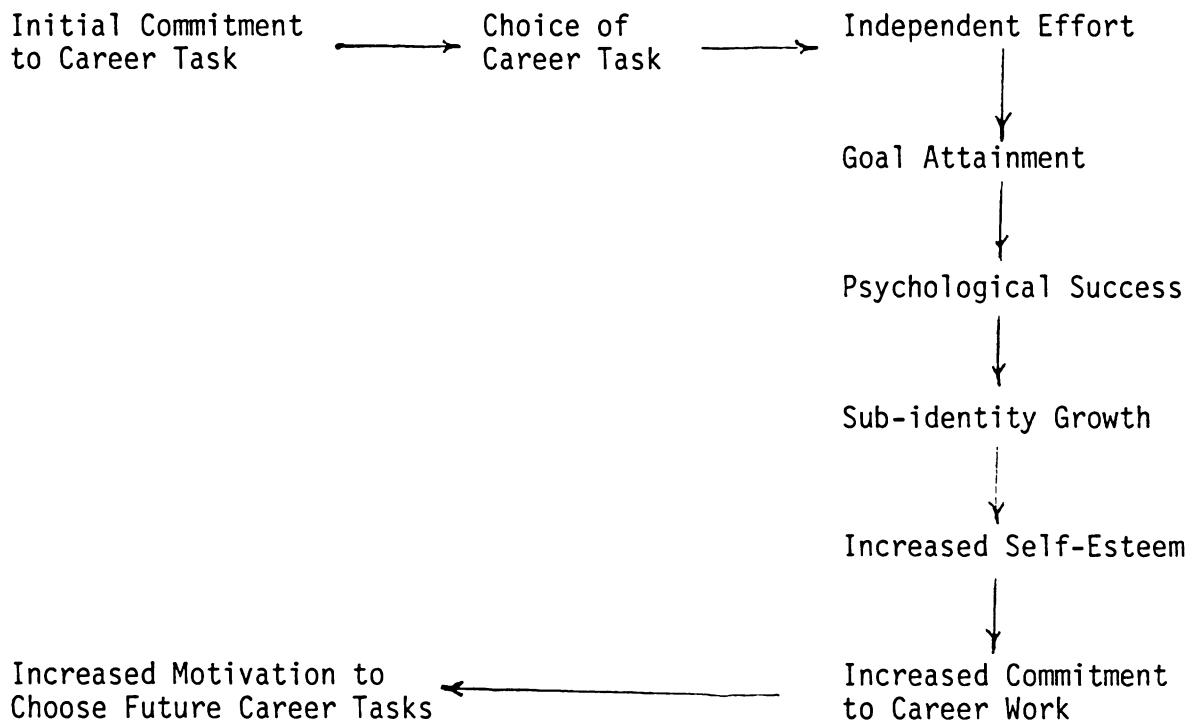 Initial Commitment
to Career Task
Choice of
Career Task
Independent Effort
Goal Attainment
Psychological Success
Sub-identity Growth
Increased Self-Esteem
Increased Commitment
to Career Work
Increased Motivation to
Choose Future Career Tasks